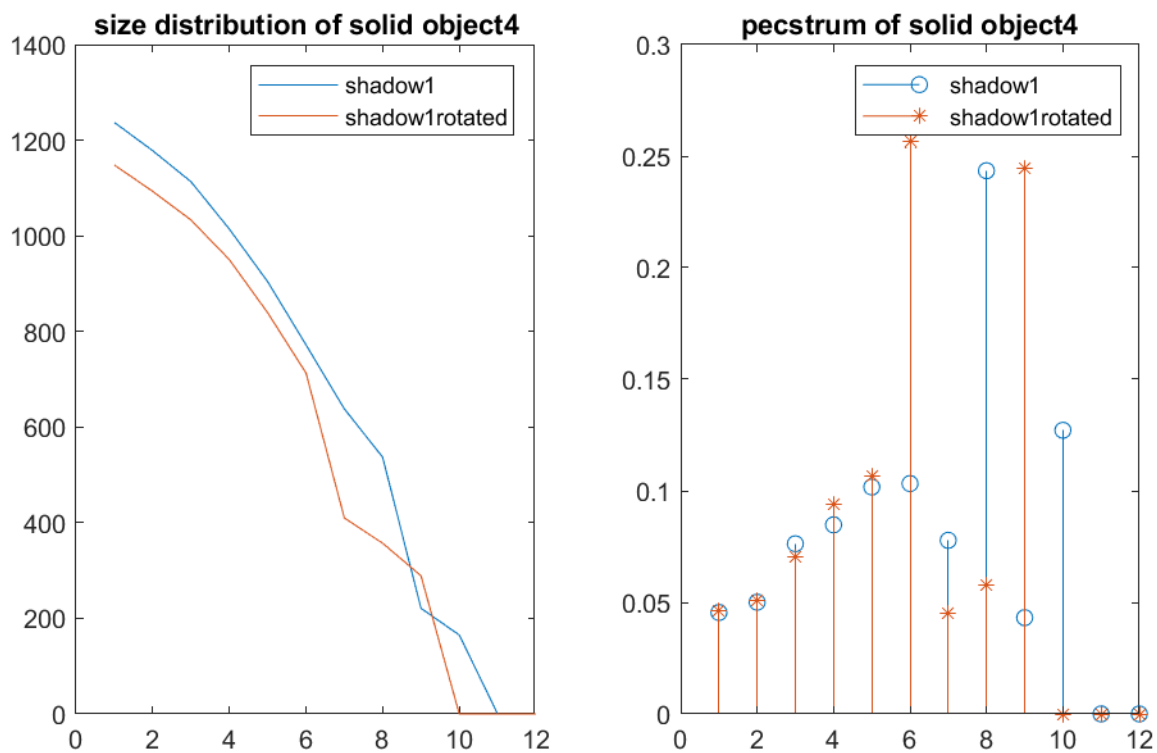 size distribution of solid object4
1400
1200
1000
800
600
400
200
0
0 2 4 6 8 10 12
shadow1
shadow1rotated
pecstrum of solid object4
0.3
0.25
0.2
0.15
0.1
0.05
0
0 2 4 6 8 10 12
shadow1
shadow1rotated